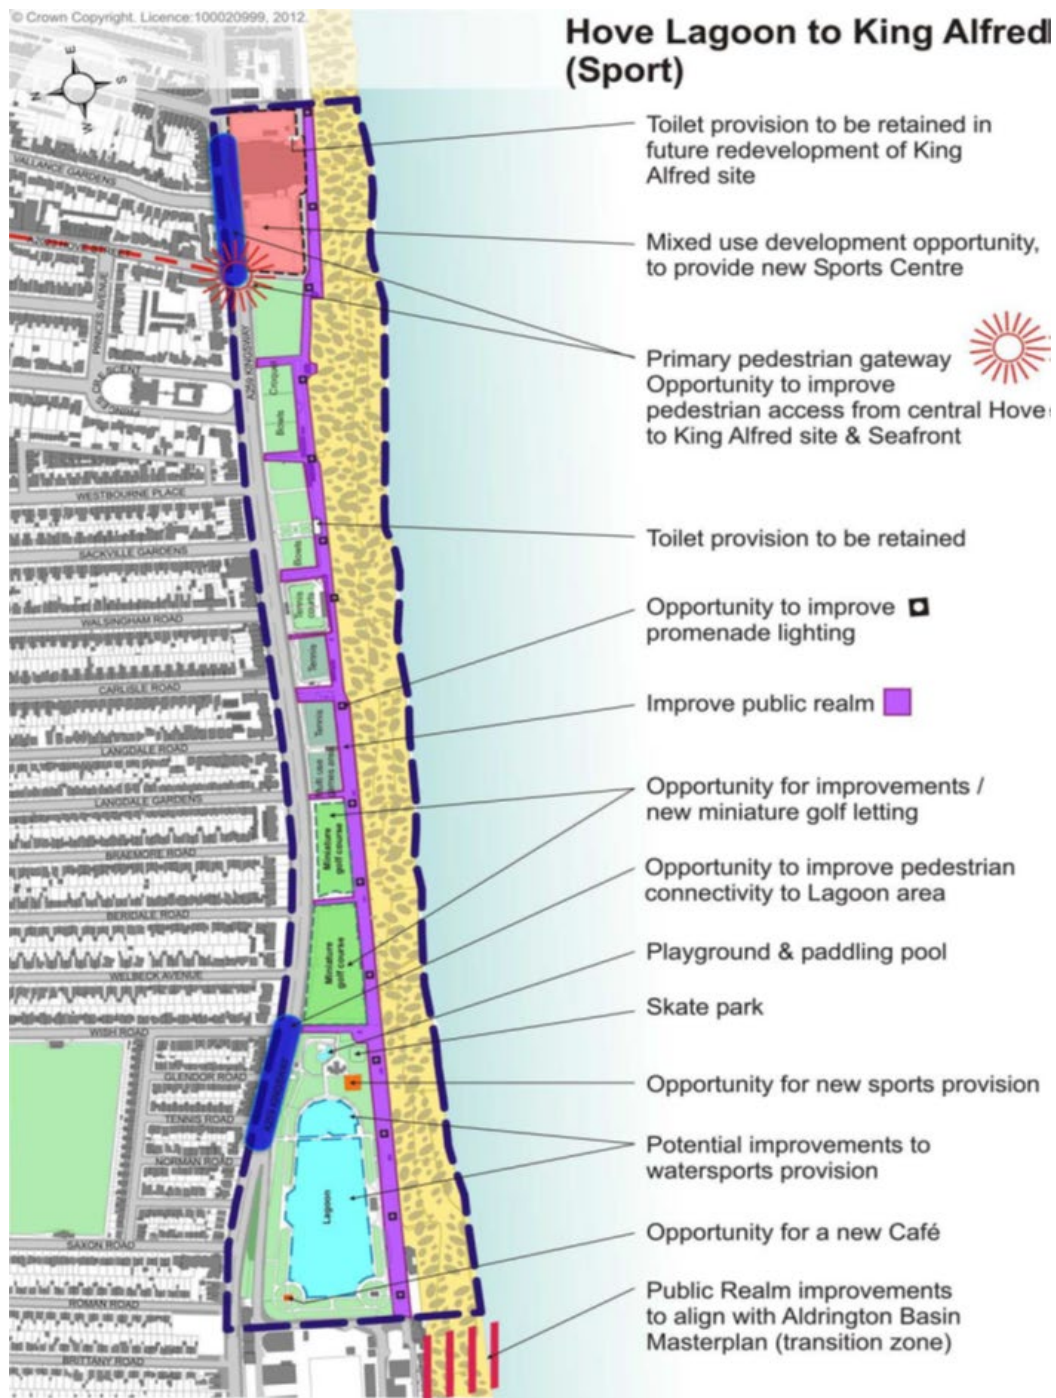 © Crown Copyright. Licence:100020999, 2012.
Hove Lagoon to King Alfred
(Sport)
E
S
N
W
Toilet provision to be retained in
future redevelopment of King
Alfred site
Mixed use development opportunity,
to provide new Sports Centre
Primary pedestrian gateway
Opportunity to improve
pedestrian access from central Hove
to King Alfred site & Seafront
Toilet provision to be retained
Opportunity to improve
promenade lighting
Improve public realm
Opportunity for improvements /
new miniature golf letting
Opportunity to improve pedestrian
connectivity to Lagoon area
Playground & paddling pool
Skate park
Opportunity for new sports provision
Potential improvements to
watersports provision
Opportunity for a new Café
Public Realm improvements
to align with Aldrington Basin
Masterplan (transition zone)
VALLANCE GARDENS
PRINCES AVENUE
A259 KINGSWAY
WESTBOURNE PLACE
SACKVILLE GARDENS
WALSINGHAM ROAD
CARLISLE ROAD
LANGDALE ROAD
LANGDALE GARDENS
BRAEMORE ROAD
BERIDALE ROAD
WELBECK AVENUE
WISH ROAD
GLENDOR ROAD
TENNIS ROAD
NORMAN ROAD
SAXON ROAD
ROMAN ROAD
BRITTANY ROAD
Croquet
Bowls
Bowls
Tennis
courts
Tennis
Tennis
Miniature
golf course
Miniature
golf course
Lagoon